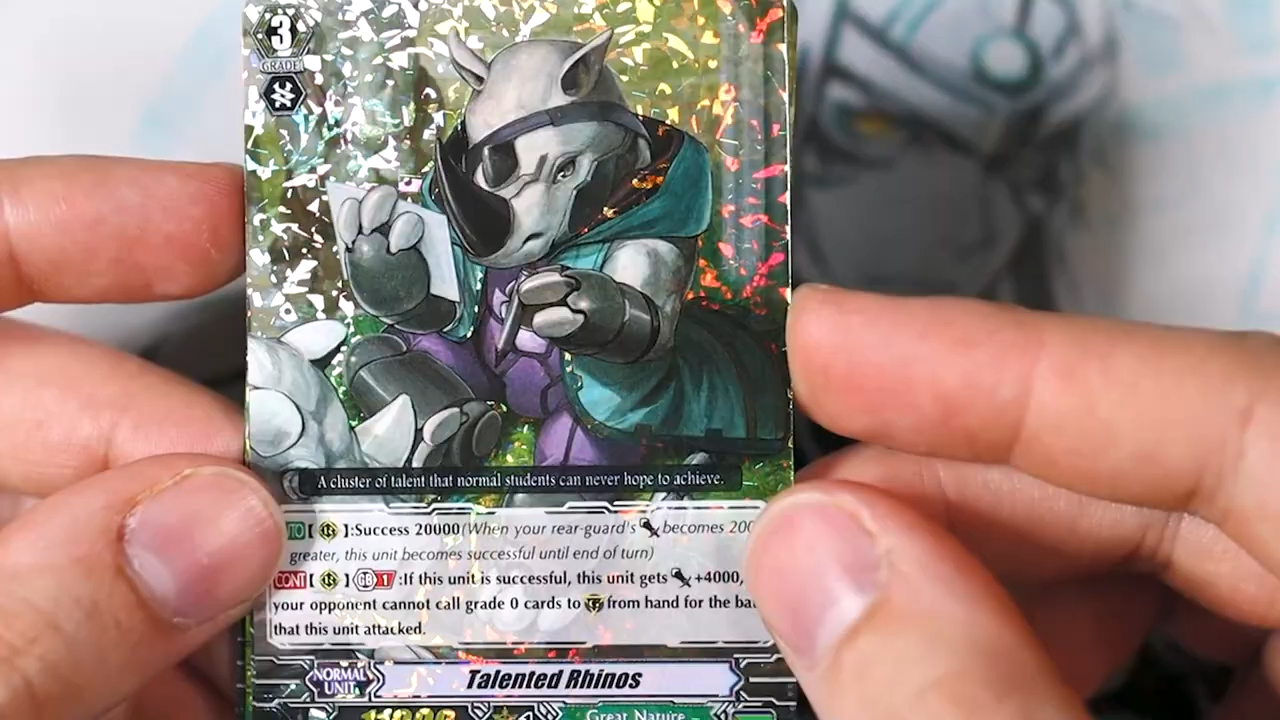 3
GRADE
A cluster of talent that normal students can never hope to achieve.
:Success 20000(When your rear-guard's becomes 200
greater, this unit becomes successful until end of turn)
CONT GB 1 :If this unit is successful, this unit gets +4000,
your opponent cannot call grade 0 cards to from hand for the
that this unit attacked.
NORMAL
UNIT
Talented Rhinos
Great Nature